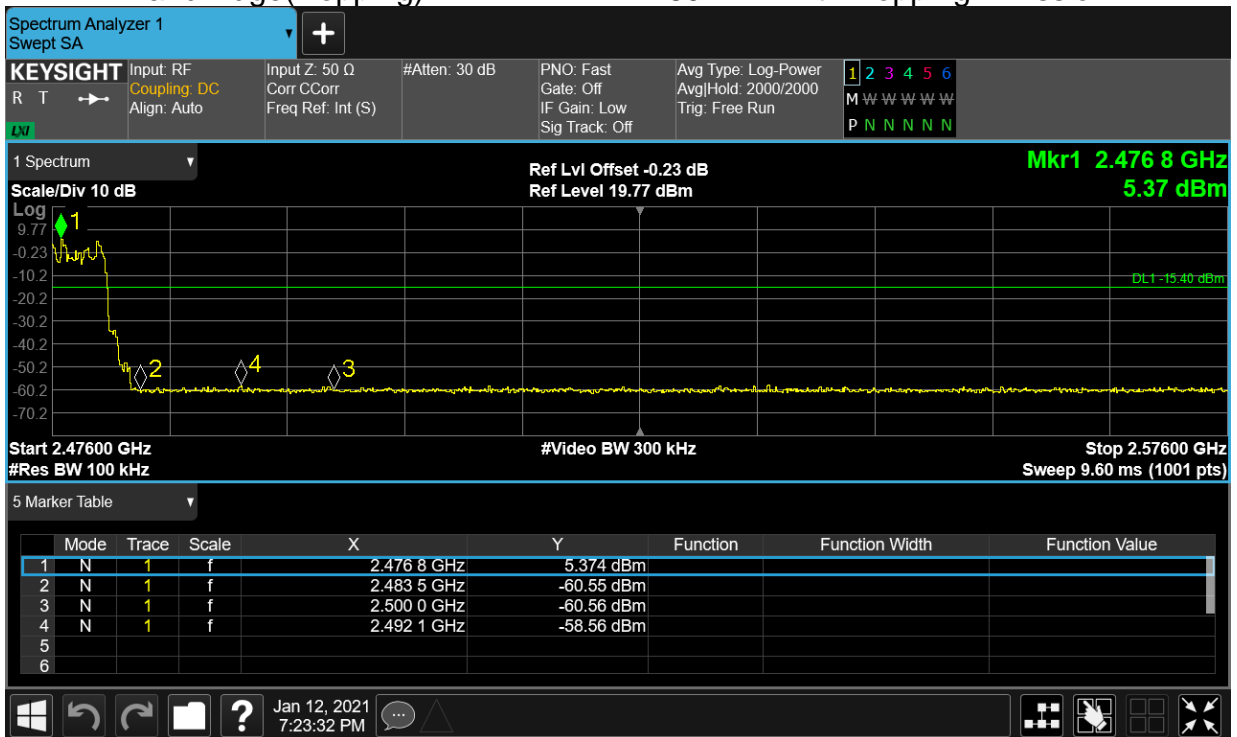 Spectrum Analyzer 1
Swept SA
+
KEYSIGHT
R T
LXI
Input: RF
Coupling: DC
Align: Auto
Input Z: 50 Ω
Corr CCorr
Freq Ref: Int (S)
#Atten: 30 dB
PNO: Fast
Gate: Off
IF Gain: Low
Sig Track: Off
Avg Type: Log-Power
Avg|Hold: 2000/2000
Trig: Free Run
1 2 3 4 5 6
M W W W W W
P N N N N N
1 Spectrum
Scale/Div 10 dB
Ref Lvl Offset -0.23 dB
Ref Level 19.77 dBm
Mkr1 2.476 8 GHz
5.37 dBm
Log
9.77
-0.23
-10.2
-20.2
-30.2
-40.2
-50.2
-60.2
-70.2
1
2
4
3
DL1 -15.40 dBm
Start 2.47600 GHz
#Res BW 100 kHz
#Video BW 300 kHz
Stop 2.57600 GHz
Sweep 9.60 ms (1001 pts)
5 Marker Table
Mode Trace Scale X Y Function Function Width Function Value
1 N 1 f 2.476 8 GHz 5.374 dBm
2 N 1 f 2.483 5 GHz -60.55 dBm
3 N 1 f 2.500 0 GHz -60.56 dBm
4 N 1 f 2.492 1 GHz -58.56 dBm
5
6
?
Jan 12, 2021
7:23:32 PM